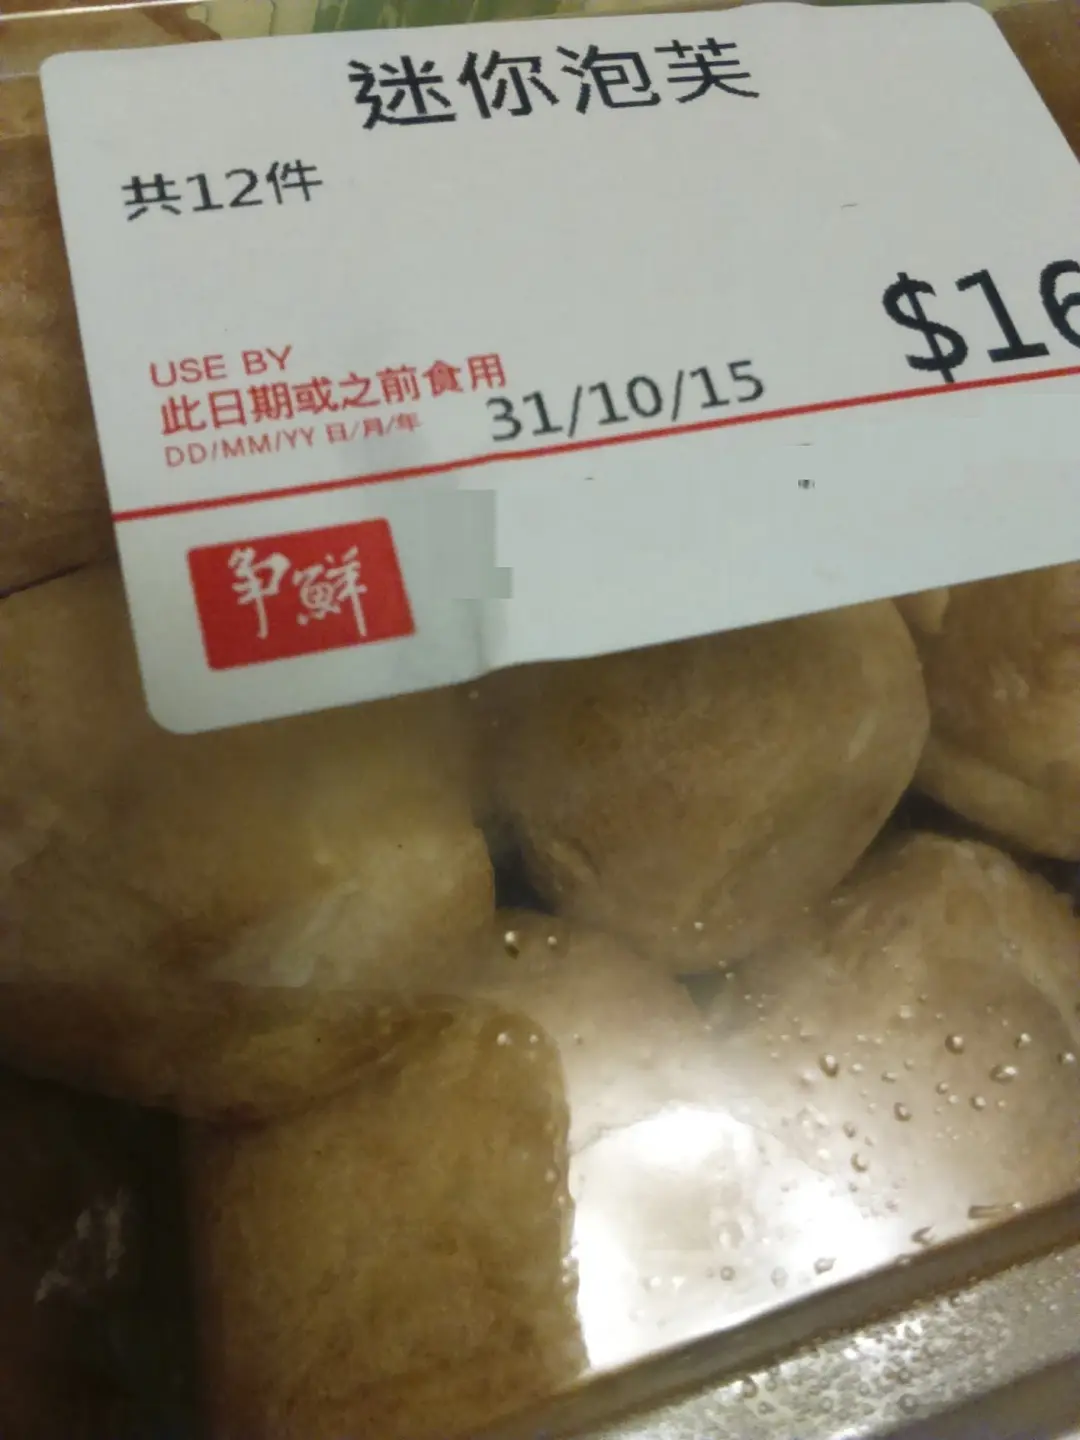 迷你泡芙
共12件
$16
USE BY
此日期或之前食用
DD/MM/YY 日/月/年 31/10/15
争鮮